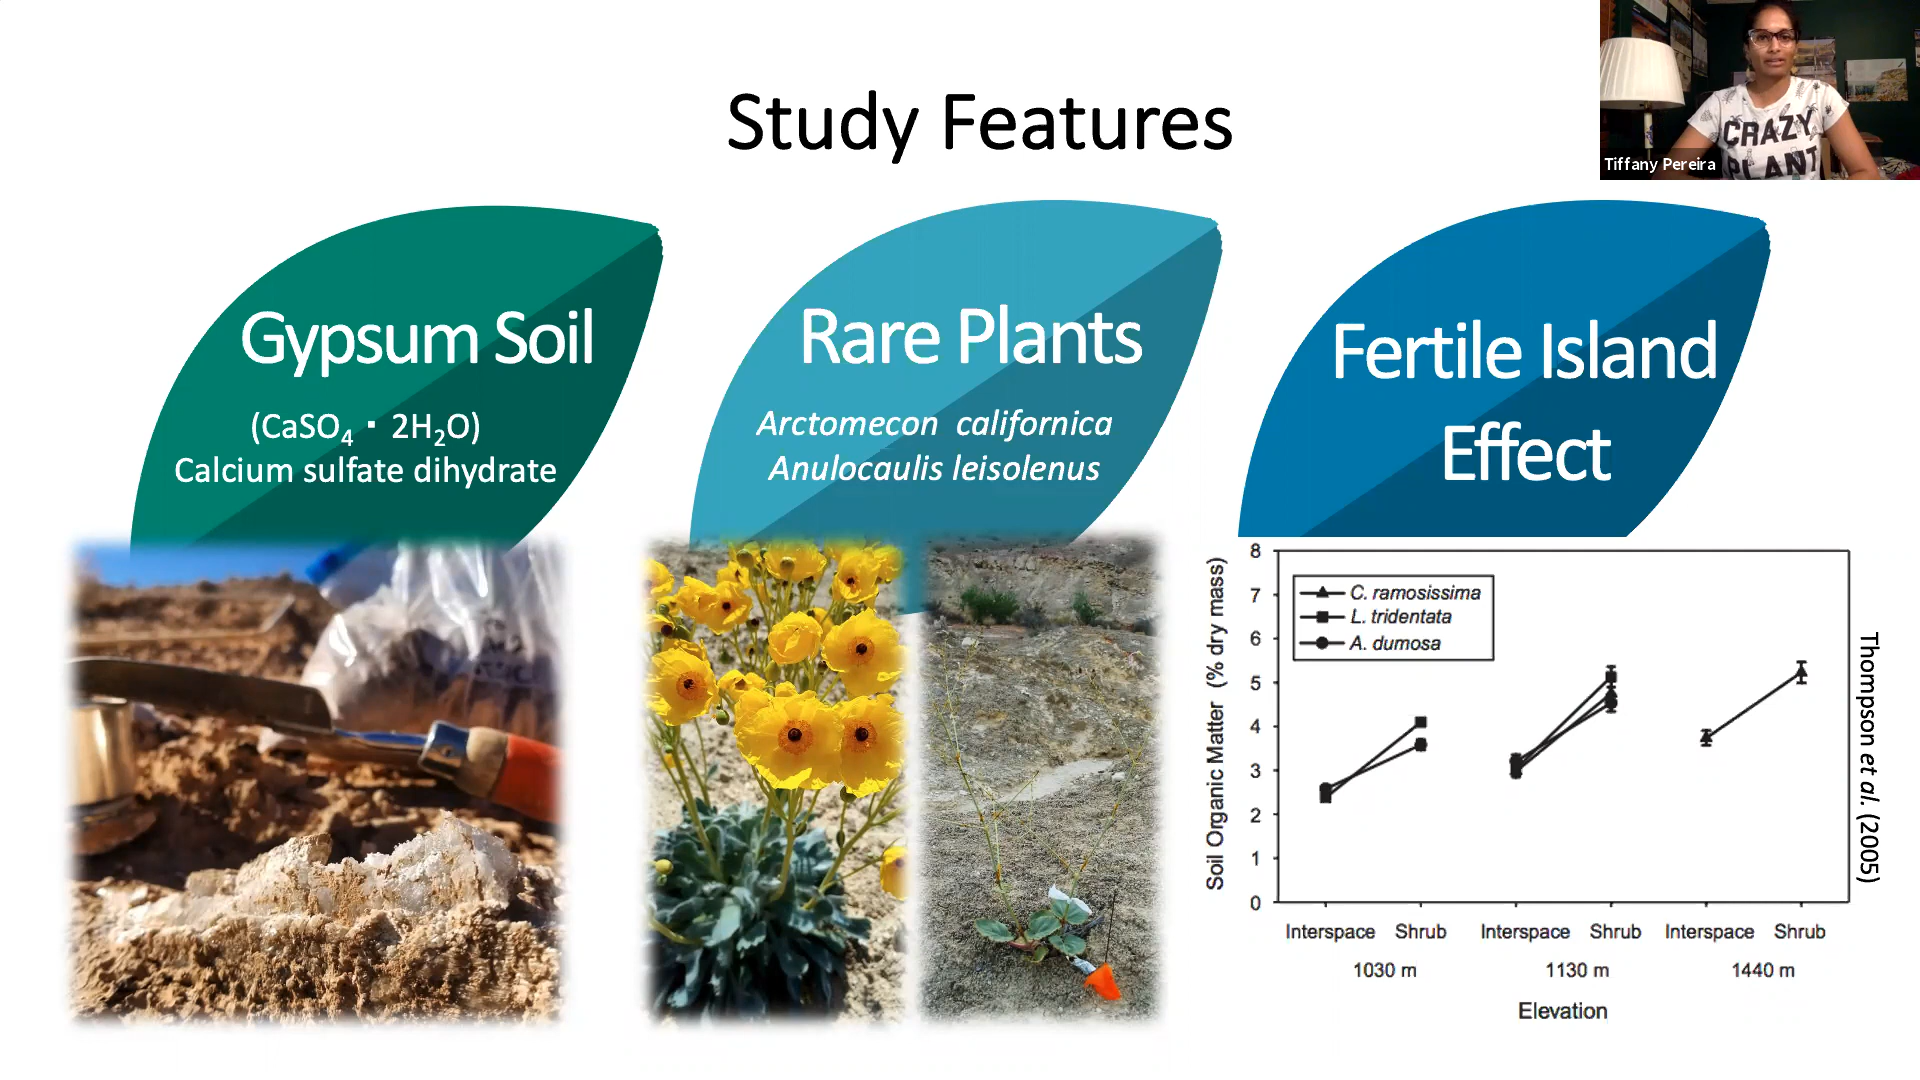 Study Features
CRAZY
PLANT
Tiffany Pereira
Gypsum Soil
(CaSO₄ ▪ 2H₂O)
Calcium sulfate dihydrate
Rare Plants
Arctomecon californica
Anulocaulis leisolenus
Fertile Island
Effect
Soil Organic Matter (% dry mass)
8
7
6
5
4
3
2
1
0
C. ramosissima
L. tridentata
A. dumosa
Interspace Shrub Interspace Shrub Interspace Shrub
1030 m 1130 m 1440 m
Elevation
Thompson et al. (2005)